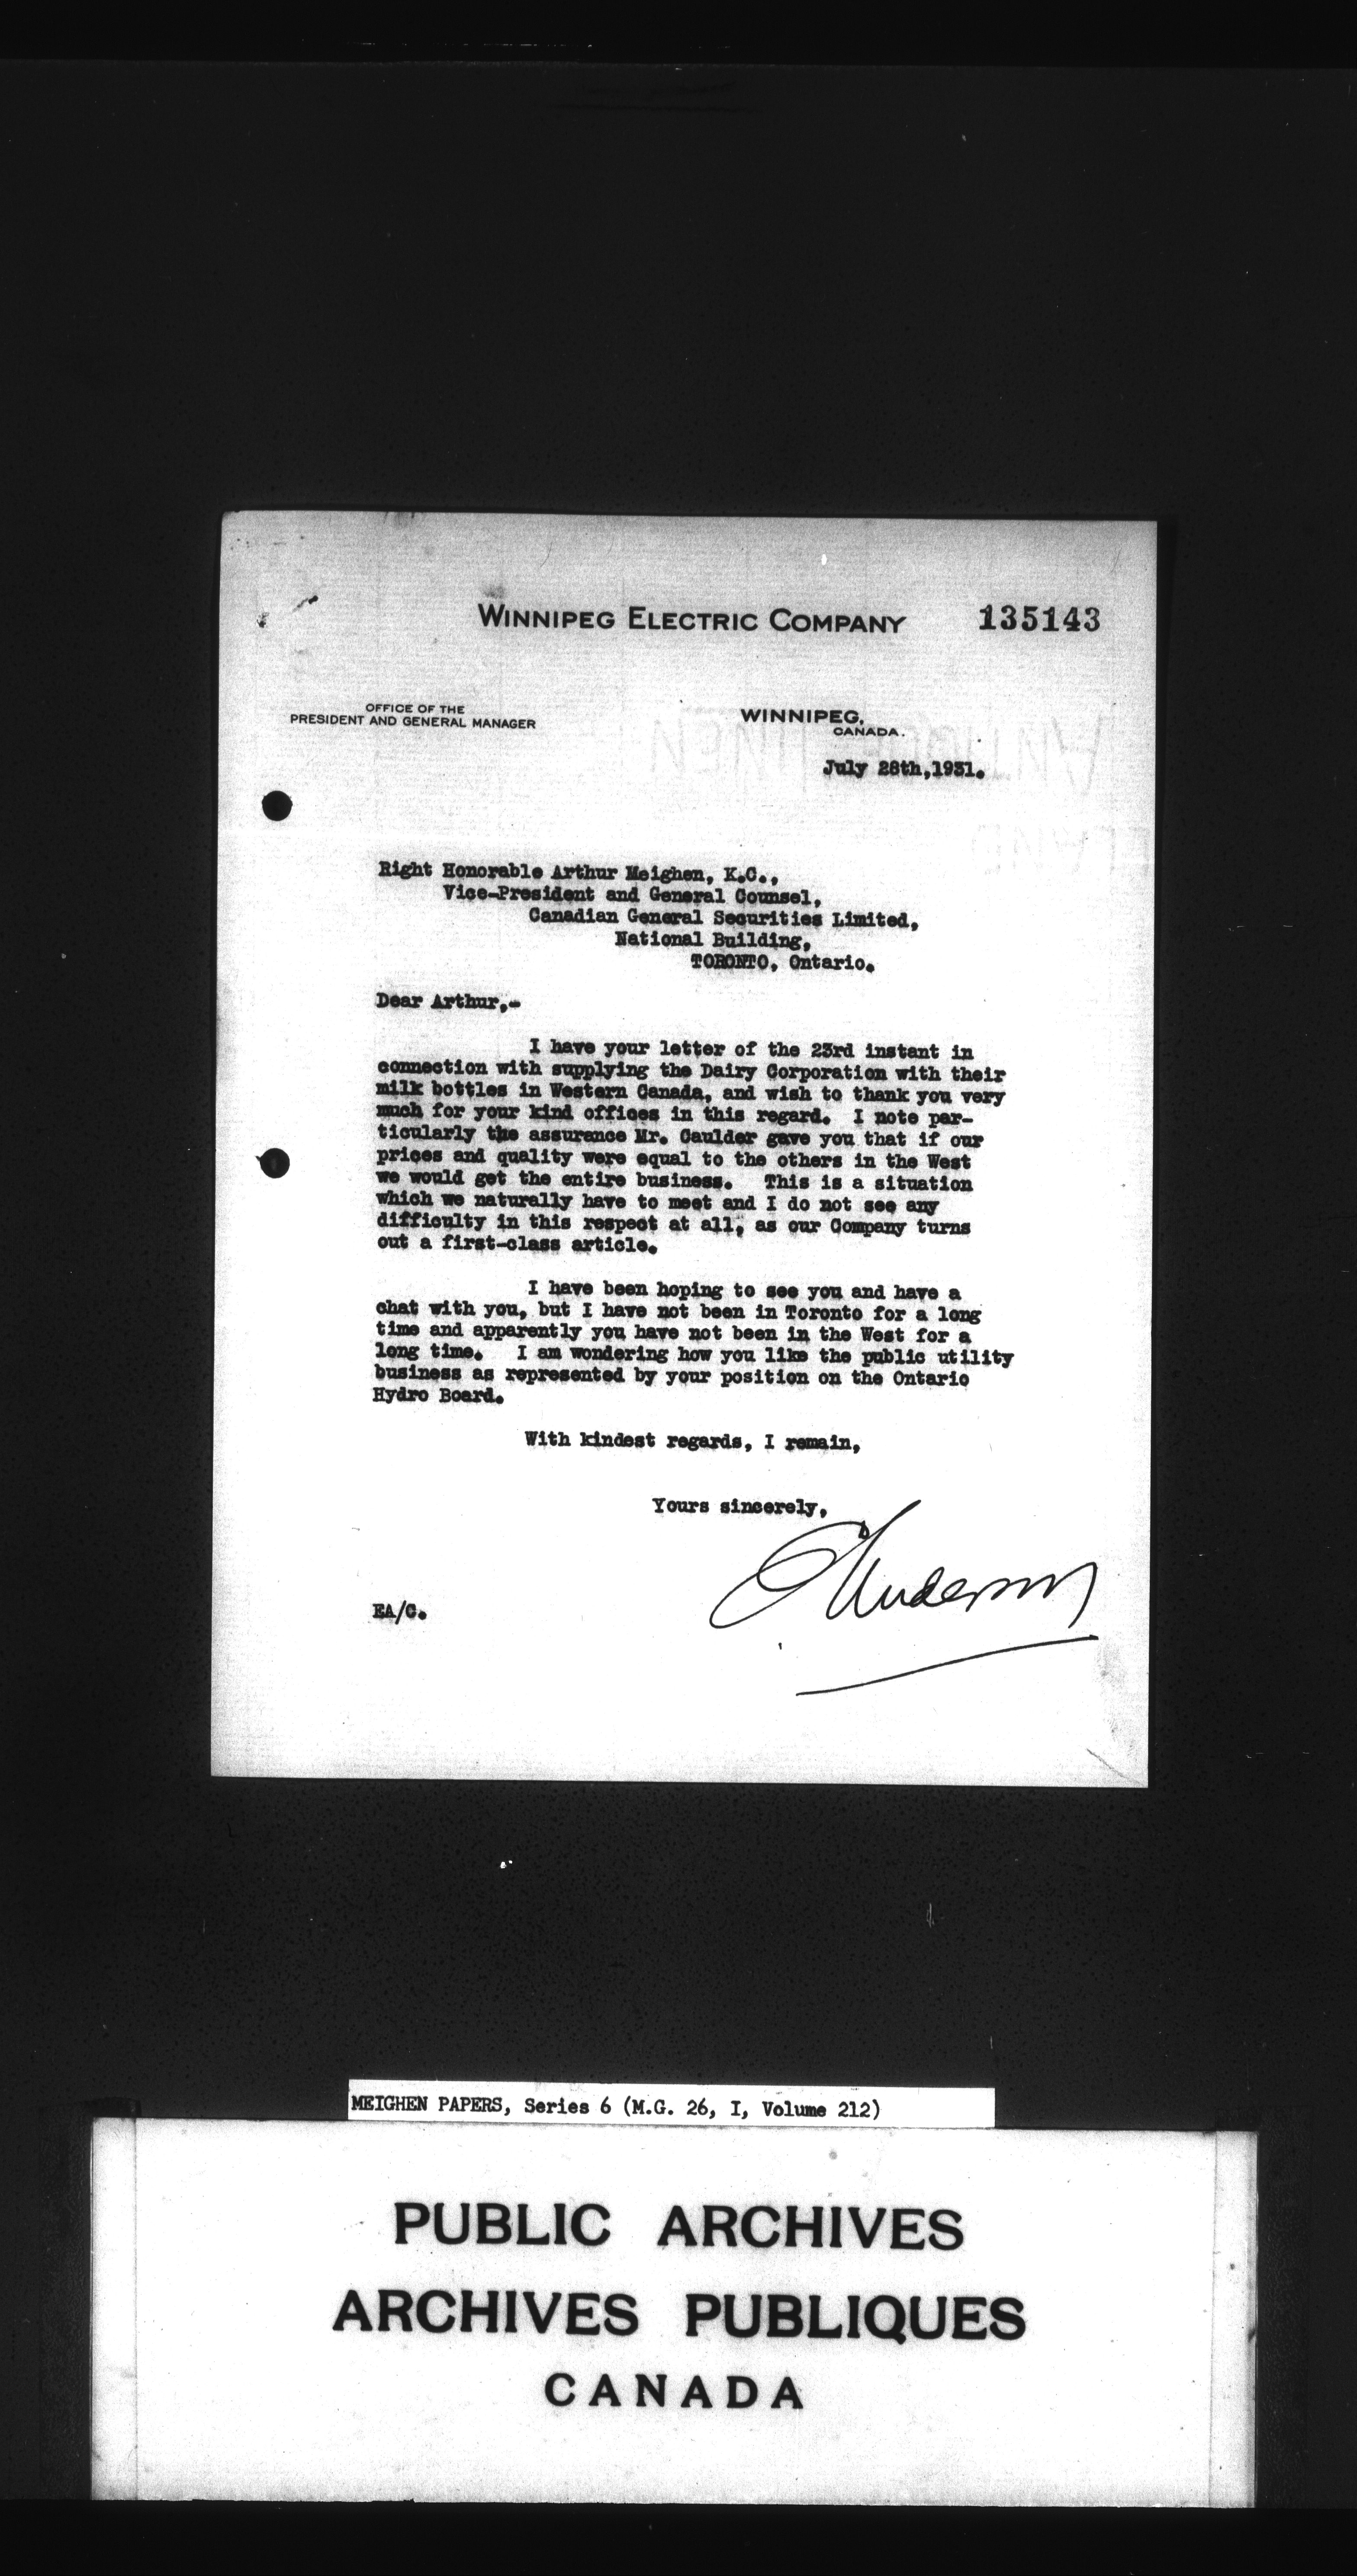 WINNIPEG ELECTRIC COMPANY 135143
OFFICE OF THE
PRESIDENT AND GENERAL MANAGER
WINNIPEG,
CANADA.
July 28th,1931.
Right Honorable Arthur Meighen, K.C.,
Vice-President and General Counsel,
Canadian General Securities Limited,
National Building,
TORONTO, Ontario.
Dear Arthur,-
I have your letter of the 23rd instant in
connection with supplying the Dairy Corporation with their
milk bottles in Western Canada, and wish to thank you very
much for your kind offices in this regard. I note par-
ticularly the assurance Mr. Caulder gave you that if our
prices and quality were equal to the others in the West
we would get the entire business. This is a situation
which we naturally have to meet and I do not see any
difficulty in this respect at all, as our Company turns
out a first-class article.
I have been hoping to see you and have a
chat with you, but I have not been in Toronto for a long
time and apparently you have not been in the West for a
long time. I am wondering how you like the public utility
business as represented by your position on the Ontario
Hydro Board.
With kindest regards, I remain,
Yours sincerely,
E Anderson
EA/C.
MEIGHEN PAPERS, Series 6 (M.G. 26, I, Volume 212)
PUBLIC ARCHIVES
ARCHIVES PUBLIQUES
CANADA